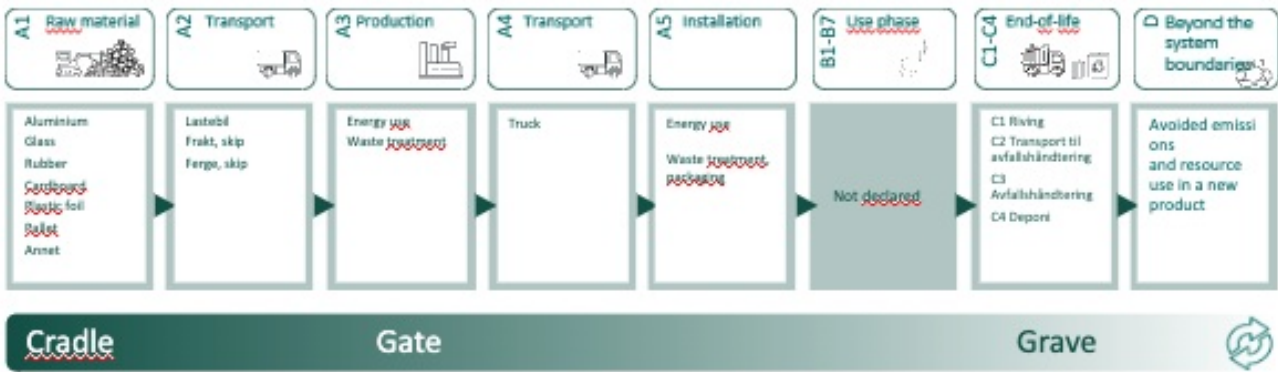 A1 Raw material
A2 Transport
A3 Production
A4 Transport
A5 Installation
B1-B7 Use phase
C1-C4 End-of-life
D Beyond the
system
boundaries
Aluminium
Glass
Rubber
Cardboard
Plastic foil
Pallet
Annet
Lastebil
Frakt, skip
Ferge, skip
Energy use
Waste treatment
Truck
Energy use
Waste treatment,
packaging
Not declared
C1 Riving
C2 Transport til
avfallshåndtering
C3
Avfallshåndtering
C4 Deponi
Avoided emissi
ons
and resource
use in a new
product
Cradle
Gate
Grave